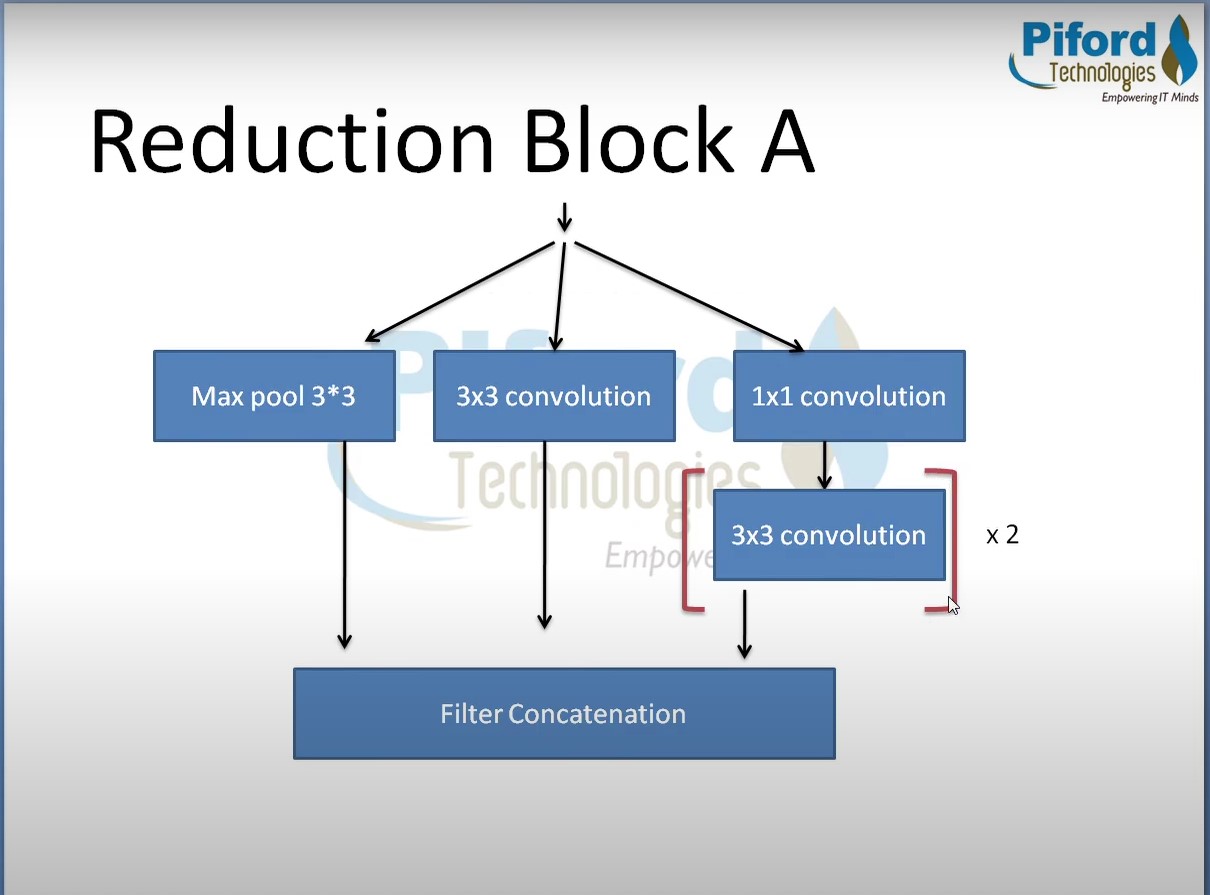 Piford
Technologies
Empowering IT Minds
Reduction Block A
Max pool 3*3
3x3 convolution
1x1 convolution
Piford
Technologies
3x3 convolution
x 2
Empowe
Filter Concatenation